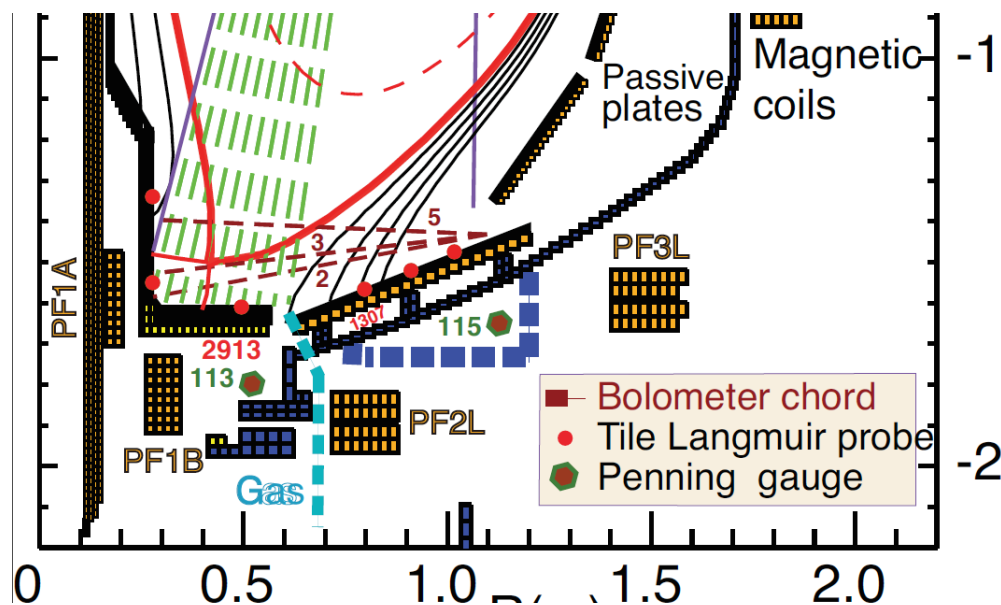 -1
Magnetic
coils
Passive
plates
5
3
2
PF3L
PF1A
1307
115
2913
113
Bolometer chord
Tile Langmuir probe
Penning gauge
PF2L
PF1B
-2
Gas
0
0.5
1.0
1.5
2.0